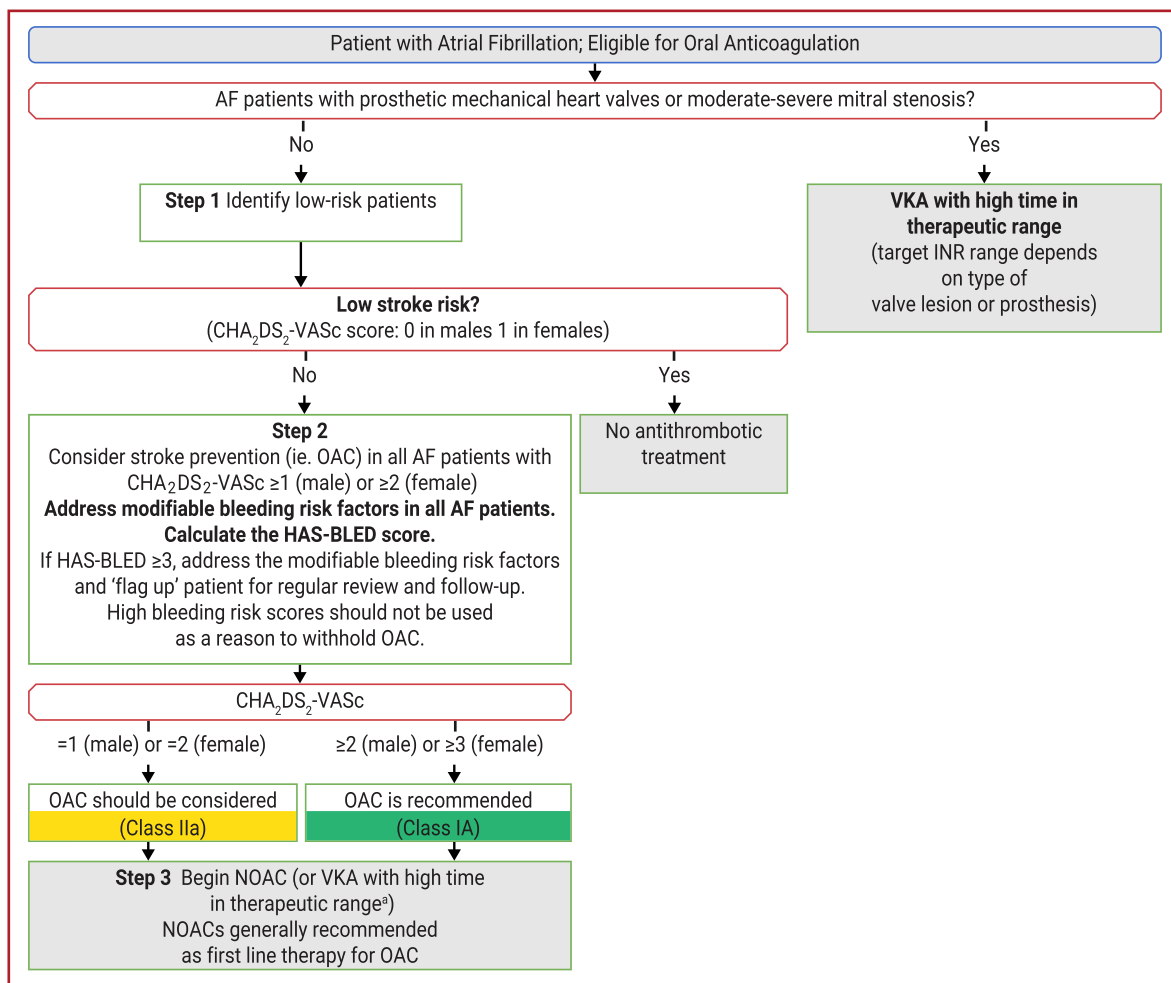 Patient with Atrial Fibrillation; Eligible for Oral Anticoagulation
AF patients with prosthetic mechanical heart valves or moderate-severe mitral stenosis?
No
Yes
Step 1 Identify low-risk patients
VKA with high time in
therapeutic range
(target INR range depends
on type of
valve lesion or prosthesis)
Low stroke risk?
(CHA₂DS₂-VASc score: 0 in males 1 in females)
No
Yes
Step 2
Consider stroke prevention (ie. OAC) in all AF patients with
CHA₂DS₂-VASc ≥1 (male) or ≥2 (female)
Address modifiable bleeding risk factors in all AF patients.
Calculate the HAS-BLED score.
If HAS-BLED ≥3, address the modifiable bleeding risk factors
and ‘flag up’ patient for regular review and follow-up.
High bleeding risk scores should not be used
as a reason to withhold OAC.
No antithrombotic
treatment
CHA₂DS₂-VASc
=1 (male) or =2 (female)
≥2 (male) or ≥3 (female)
OAC should be considered
(Class IIa)
OAC is recommended
(Class IA)
Step 3 Begin NOAC (or VKA with high time
in therapeutic rangeᵃ)
NOACs generally recommended
as first line therapy for OAC